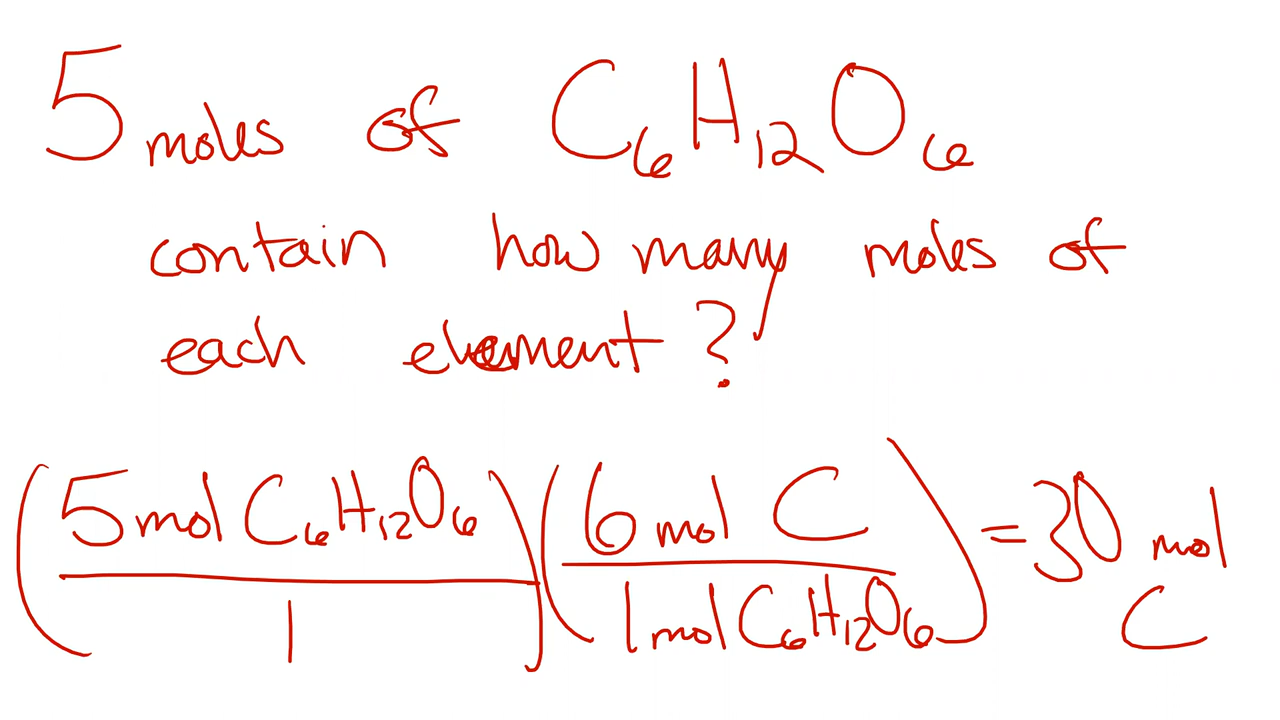 5 moles of C₆H₁₂O₆
contain how many moles of
each element?
(5 mol C₆H₁₂O₆ / 1)(6 mol C / 1 mol C₆H₁₂O₆) = 30 mol C